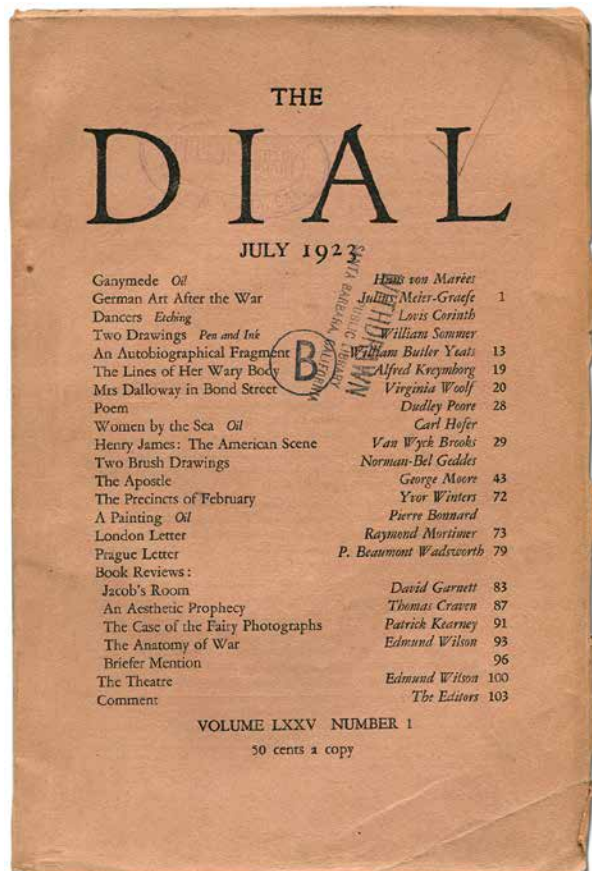 THE
DIAL
JULY 1923
Ganymede Oil Hans von Marées
German Art After the War Julius Meier-Graefe 1
Dancers Etching Lovis Corinth
Two Drawings Pen and Ink William Sommer
An Autobiographical Fragment William Butler Yeats 13
The Lines of Her Wary Body Alfred Kreymborg 19
Mrs Dalloway in Bond Street Virginia Woolf 20
Poem Dudley Poore 28
Women by the Sea Oil Carl Hofer
Henry James: The American Scene Van Wyck Brooks 29
Two Brush Drawings Norman-Bel Geddes
The Apostle George Moore 43
The Precincts of February Yvor Winters 72
A Painting Oil Pierre Bonnard
London Letter Raymond Mortimer 73
Prague Letter P. Beaumont Wadsworth 79
Book Reviews:
Jacob's Room David Garnett 83
An Aesthetic Prophecy Thomas Craven 87
The Case of the Fairy Photographs Patrick Kearney 91
The Anatomy of War Edmund Wilson 93
Briefer Mention 96
The Theatre Edmund Wilson 100
Comment The Editors 103
VOLUME LXXV NUMBER 1
50 cents a copy
B
SANTA BARBARA, CALIFORNIA
PUBLIC LIBRARY
WITHDRAWN